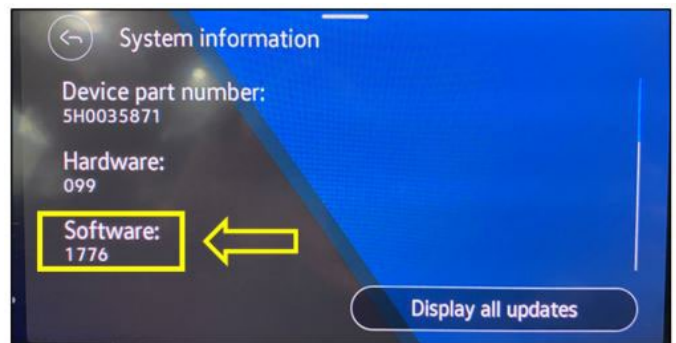 System information
Device part number:
5H0035871
Hardware:
099
Software:
1776
Display all updates